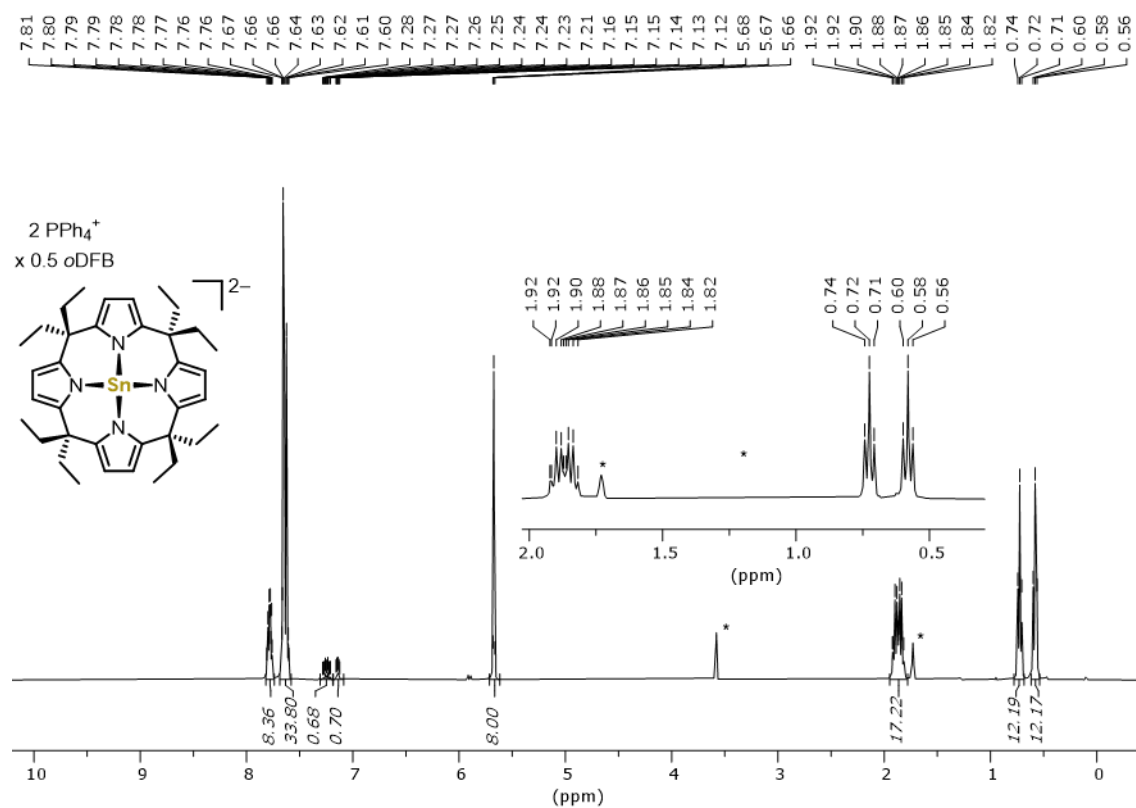 7.81 7.80 7.79 7.79 7.78 7.78 7.77 7.76 7.76 7.67 7.66 7.66 7.64 7.63 7.62 7.61 7.60 7.28 7.27 7.26 7.25 7.25 7.24 7.24 7.23 7.21 7.16 7.15 7.15 7.14 7.14 7.13 7.12 5.68 5.67 5.66 1.92 1.92 1.90 1.88 1.87 1.86 1.85 1.84 1.82 0.74 0.72 0.71 0.60 0.58 0.56
2 PPh₄⁺
x 0.5 oDFB
2–
N
N Sn N
N
1.92 1.92 1.90 1.88 1.87 1.86 1.85 1.84 1.82 0.74 0.72 0.71 0.60 0.58 0.56
* *
2.0 1.5 1.0 0.5
(ppm)
* *
8.36 33.80 0.68 0.70 8.00 17.22 12.19 12.17
10 9 8 7 6 5 4 3 2 1 0
(ppm)